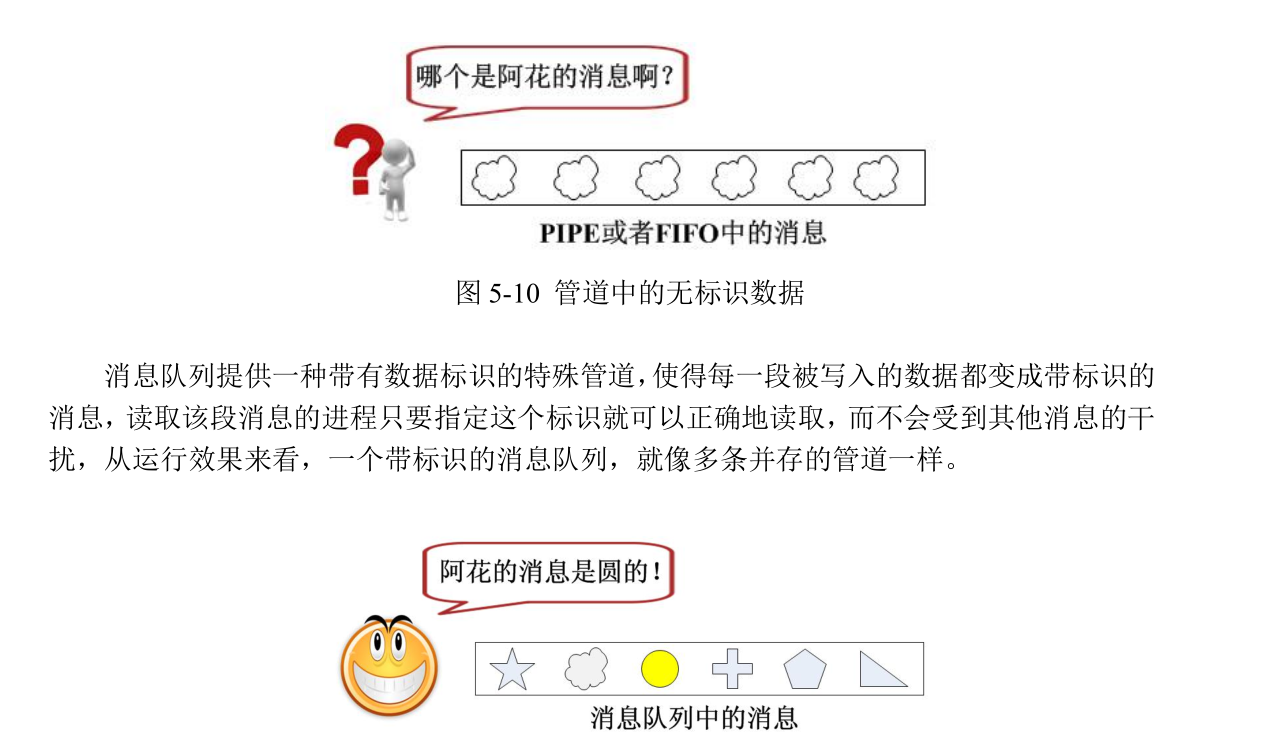 哪个是阿花的消息啊？
PIPE或者FIFO中的消息
图 5-10 管道中的无标识数据
消息队列提供一种带有数据标识的特殊管道，使得每一段被写入的数据都变成带标识的
消息，读取该段消息的进程只要指定这个标识就可以正确地读取，而不会受到其他消息的干
扰，从运行效果来看，一个带标识的消息队列，就像多条并存的管道一样。
阿花的消息是圆的！
消息队列中的消息